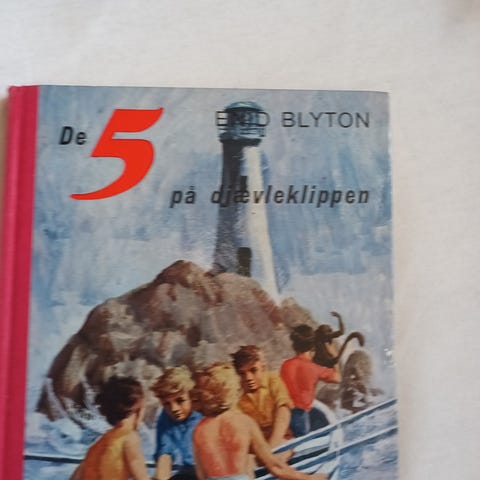 ENID BLYTON
De 5
på djævleklippen